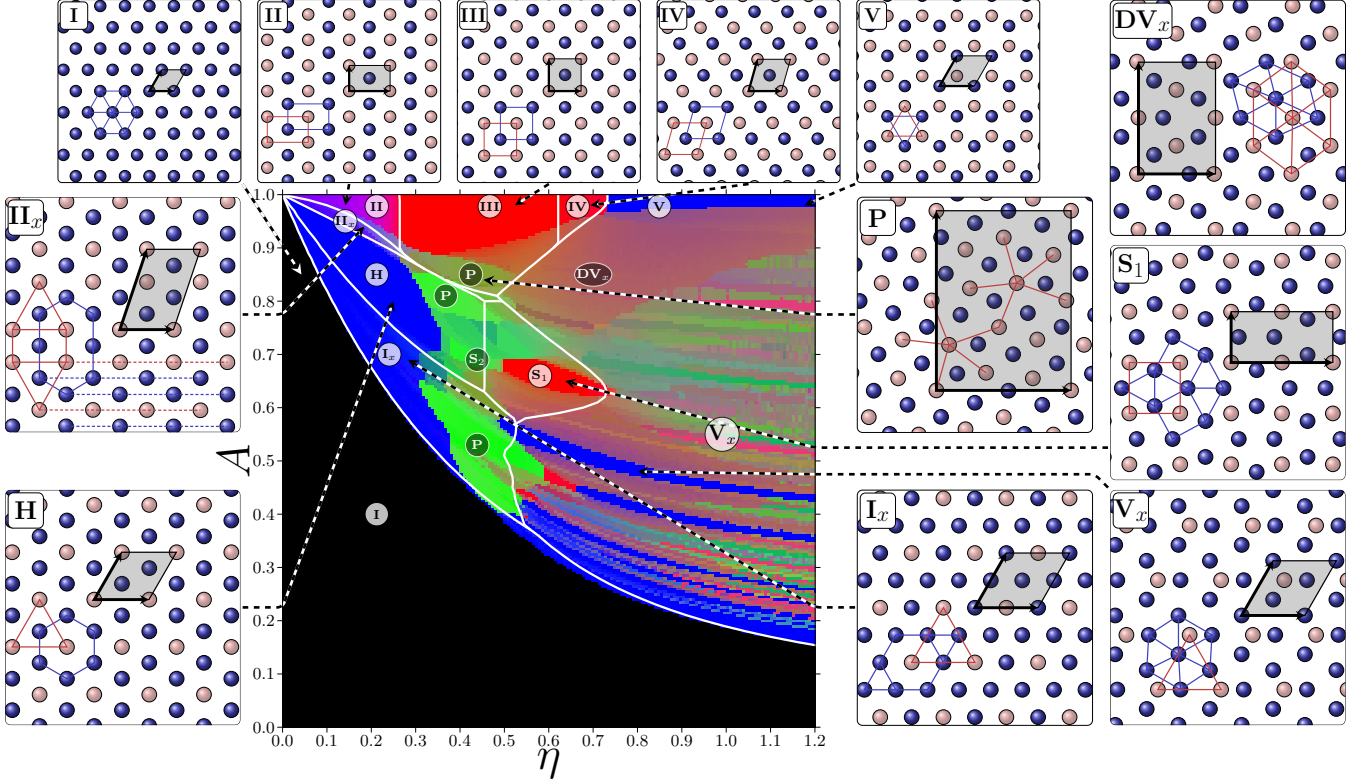 I
II
III
IV
V
DVₓ
IIₓ
P
S₁
H
Iₓ
Vₓ
A
1.0
0.9
0.8
0.7
0.6
0.5
0.4
0.3
0.2
0.1
0.0
II
III
IV
V
IIₓ
H
P
DVₓ
P
Iₓ
S₂
S₁
Vₓ
P
I
0.0 0.1 0.2 0.3 0.4 0.5 0.6 0.7 0.8 0.9 1.0 1.1 1.2
η